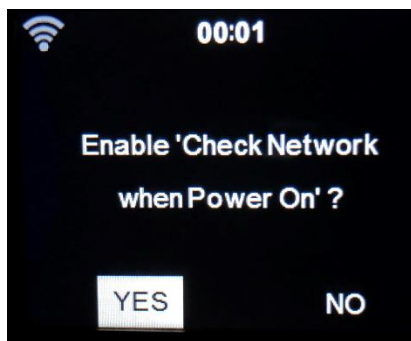 00:01
Enable 'Check Network
when Power On' ?
YES NO